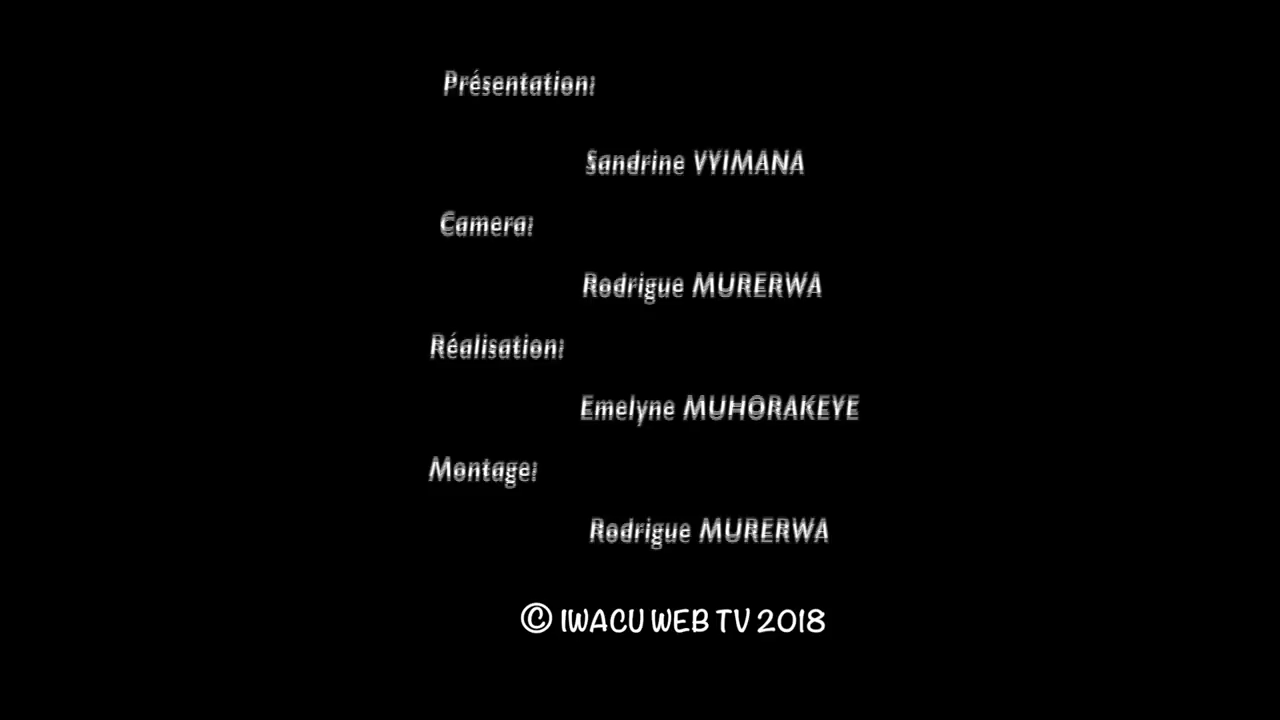 Présentation:
Sandrine VYIMANA
Camera:
Rodrigue MURERWA
Réalisation:
Emelyne MUHORAKEYE
Montage:
Rodrigue MURERWA
© IWACU WEB TV 2018